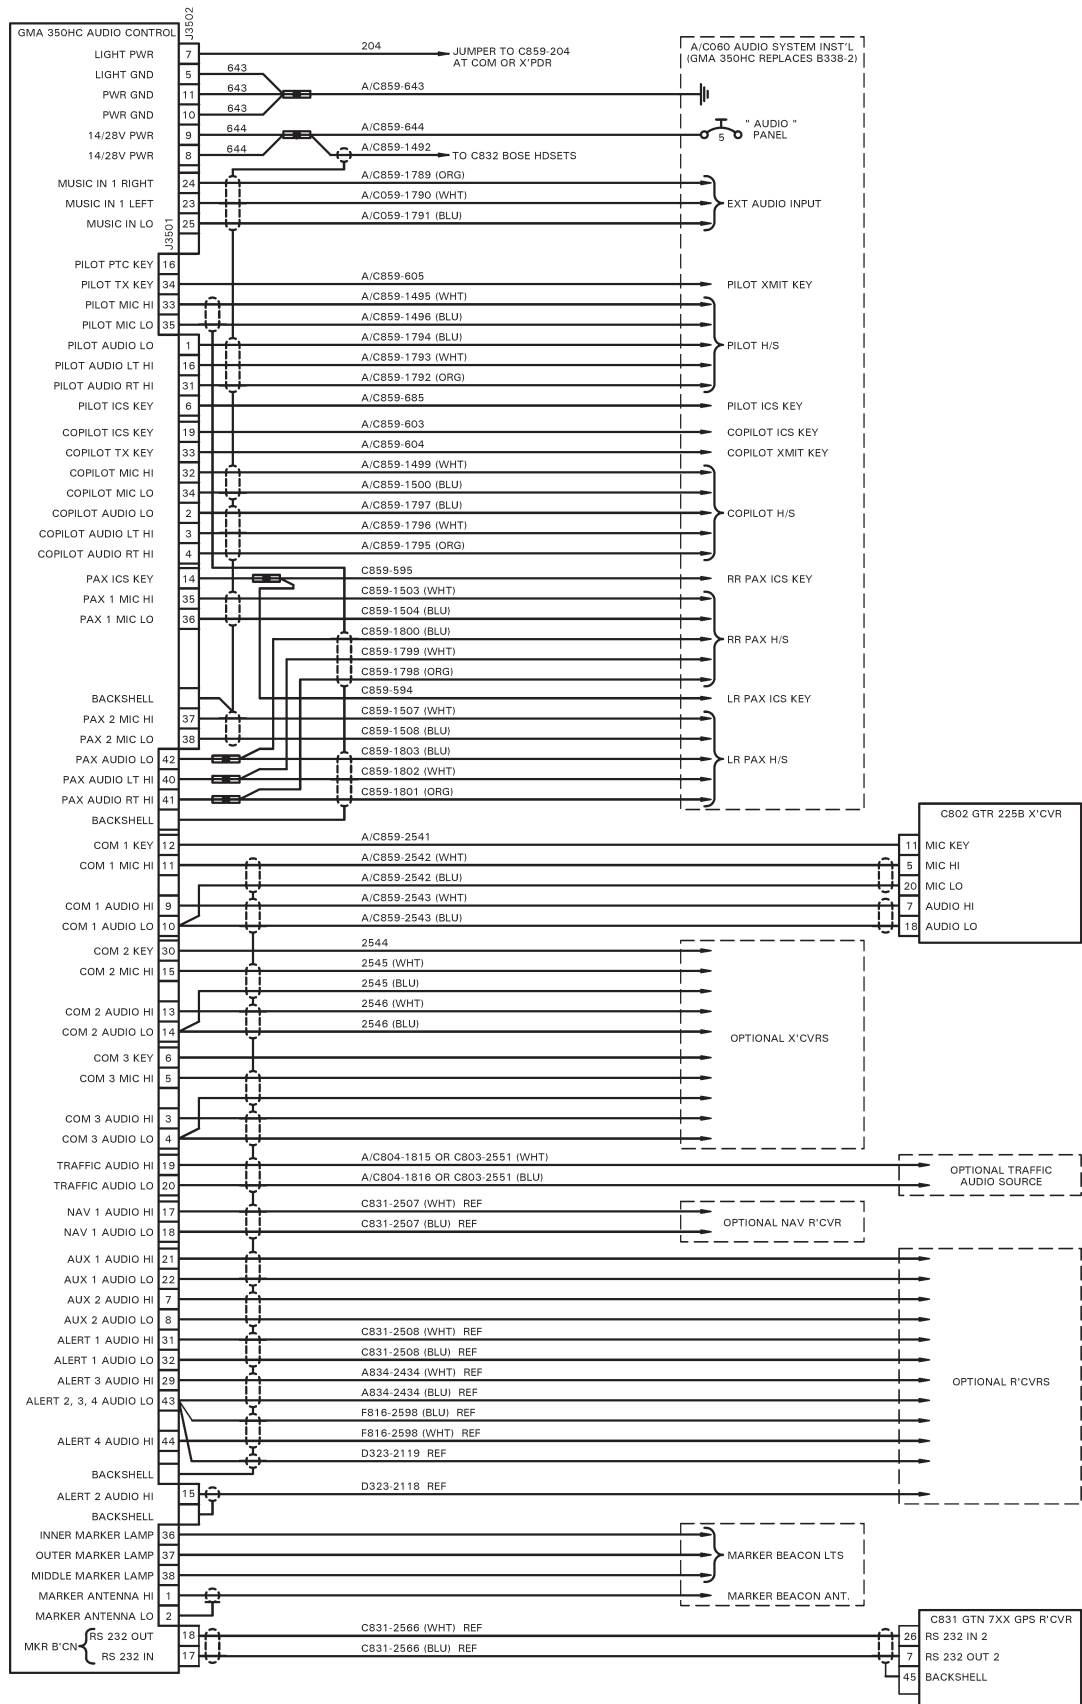 J3502
GMA 350HC AUDIO CONTROL
A/C060 AUDIO SYSTEM INST'L
(GMA 350HC REPLACES B338-2)
LIGHT PWR 7 204 JUMPER TO C859-204
AT COM OR X'PDR
LIGHT GND 5 643
PWR GND 11 643 A/C859-643
PWR GND 10 643
14/28V PWR 9 644 A/C859-644 5 " AUDIO "
PANEL
14/28V PWR 8 644 A/C859-1492 TO C832 BOSE HDSETS
MUSIC IN 1 RIGHT 24 A/C859-1789 (ORG)
MUSIC IN 1 LEFT 23 A/C059-1790 (WHT) EXT AUDIO INPUT
MUSIC IN LO 25 A/C059-1791 (BLU)
J3501
PILOT PTC KEY 16
PILOT TX KEY 34 A/C859-605 PILOT XMIT KEY
PILOT MIC HI 33 A/C859-1495 (WHT)
PILOT MIC LO 35 A/C859-1496 (BLU)
PILOT AUDIO LO 1 A/C859-1794 (BLU) PILOT H/S
PILOT AUDIO LT HI 16 A/C859-1793 (WHT)
PILOT AUDIO RT HI 31 A/C859-1792 (ORG)
PILOT ICS KEY 6 A/C859-685 PILOT ICS KEY
COPILOT ICS KEY 19 A/C859-603 COPILOT ICS KEY
COPILOT TX KEY 33 A/C859-604 COPILOT XMIT KEY
COPILOT MIC HI 32 A/C859-1499 (WHT)
COPILOT MIC LO 34 A/C859-1500 (BLU)
COPILOT AUDIO LO 2 A/C859-1797 (BLU) COPILOT H/S
COPILOT AUDIO LT HI 3 A/C859-1796 (WHT)
COPILOT AUDIO RT HI 4 A/C859-1795 (ORG)
PAX ICS KEY 14 C859-595 RR PAX ICS KEY
PAX 1 MIC HI 35 C859-1503 (WHT)
PAX 1 MIC LO 36 C859-1504 (BLU)
C859-1800 (BLU) RR PAX H/S
C859-1799 (WHT)
C859-1798 (ORG)
BACKSHELL C859-594 LR PAX ICS KEY
PAX 2 MIC HI 37 C859-1507 (WHT)
PAX 2 MIC LO 38 C859-1508 (BLU)
PAX AUDIO LO 42 C859-1803 (BLU) LR PAX H/S
PAX AUDIO LT HI 40 C859-1802 (WHT)
PAX AUDIO RT HI 41 C859-1801 (ORG)
BACKSHELL
C802 GTR 225B X'CVR
COM 1 KEY 12 A/C859-2541 11 MIC KEY
COM 1 MIC HI 11 A/C859-2542 (WHT) 5 MIC HI
A/C859-2542 (BLU) 20 MIC LO
COM 1 AUDIO HI 9 A/C859-2543 (WHT) 7 AUDIO HI
COM 1 AUDIO LO 10 A/C859-2543 (BLU) 18 AUDIO LO
COM 2 KEY 30 2544
COM 2 MIC HI 15 2545 (WHT)
2545 (BLU)
COM 2 AUDIO HI 13 2546 (WHT)
COM 2 AUDIO LO 14 2546 (BLU)
OPTIONAL X'CVRS
COM 3 KEY 6
COM 3 MIC HI 5
COM 3 AUDIO HI 3
COM 3 AUDIO LO 4
TRAFFIC AUDIO HI 19 A/C804-1815 OR C803-2551 (WHT)
TRAFFIC AUDIO LO 20 A/C804-1816 OR C803-2551 (BLU)
OPTIONAL TRAFFIC
AUDIO SOURCE
NAV 1 AUDIO HI 17 C831-2507 (WHT) REF
NAV 1 AUDIO LO 18 C831-2507 (BLU) REF
OPTIONAL NAV R'CVR
AUX 1 AUDIO HI 21
AUX 1 AUDIO LO 22
AUX 2 AUDIO HI 7
AUX 2 AUDIO LO 8
ALERT 1 AUDIO HI 31 C831-2508 (WHT) REF
ALERT 1 AUDIO LO 32 C831-2508 (BLU) REF
ALERT 3 AUDIO HI 29 A834-2434 (WHT) REF
OPTIONAL R'CVRS
ALERT 2, 3, 4 AUDIO LO 43 A834-2434 (BLU) REF
F816-2598 (BLU) REF
ALERT 4 AUDIO HI 44 F816-2598 (WHT) REF
D323-2119 REF
BACKSHELL
ALERT 2 AUDIO HI 15 D323-2118 REF
BACKSHELL
INNER MARKER LAMP 36
OUTER MARKER LAMP 37 MARKER BEACON LTS
MIDDLE MARKER LAMP 38
MARKER ANTENNA HI 1 MARKER BEACON ANT.
MARKER ANTENNA LO 2
C831 GTN 7XX GPS R'CVR
MKR B'CN
RS 232 OUT 18 C831-2566 (WHT) REF 26 RS 232 IN 2
RS 232 IN 17 C831-2566 (BLU) REF 7 RS 232 OUT 2
45 BACKSHELL